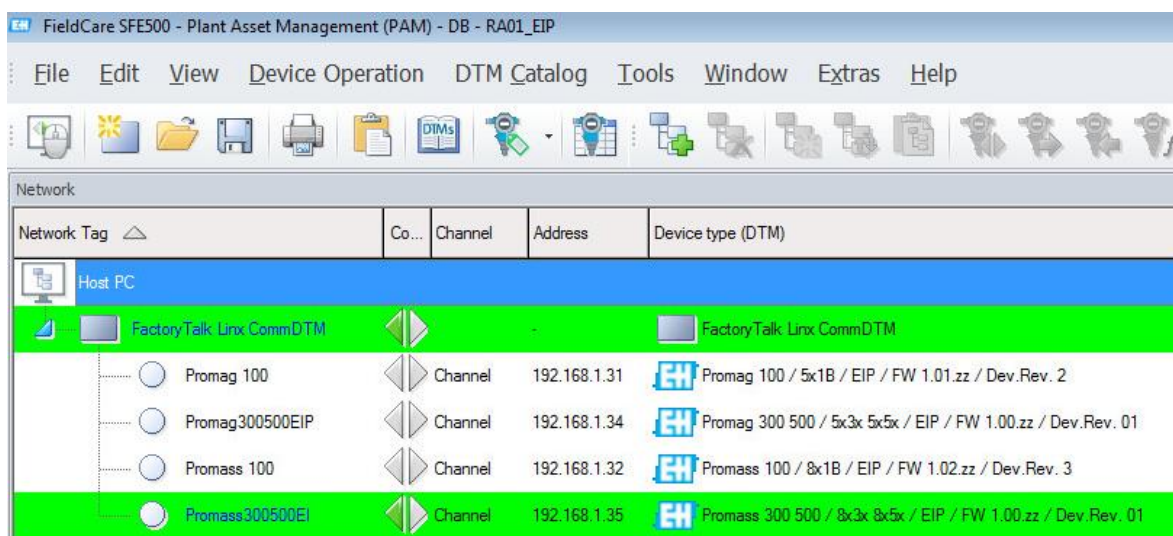 FieldCare SFE500 - Plant Asset Management (PAM) - DB - RA01_EIP
File Edit View Device Operation DTM Catalog Tools Window Extras Help
DTMs
Network
Network Tag Co... Channel Address Device type (DTM)
Host PC
FactoryTalk Linx CommDTM - FactoryTalk Linx CommDTM
Promag 100 Channel 192.168.1.31 EH Promag 100 / 5x1B / EIP / FW 1.01.zz / Dev.Rev. 2
Promag300500EIP Channel 192.168.1.34 EH Promag 300 500 / 5x3x 5x5x / EIP / FW 1.00.zz / Dev.Rev. 01
Promass 100 Channel 192.168.1.32 EH Promass 100 / 8x1B / EIP / FW 1.02.zz / Dev.Rev. 3
Promass300500EI Channel 192.168.1.35 EH Promass 300 500 / 8x3x 8x5x / EIP / FW 1.00.zz / Dev.Rev. 01